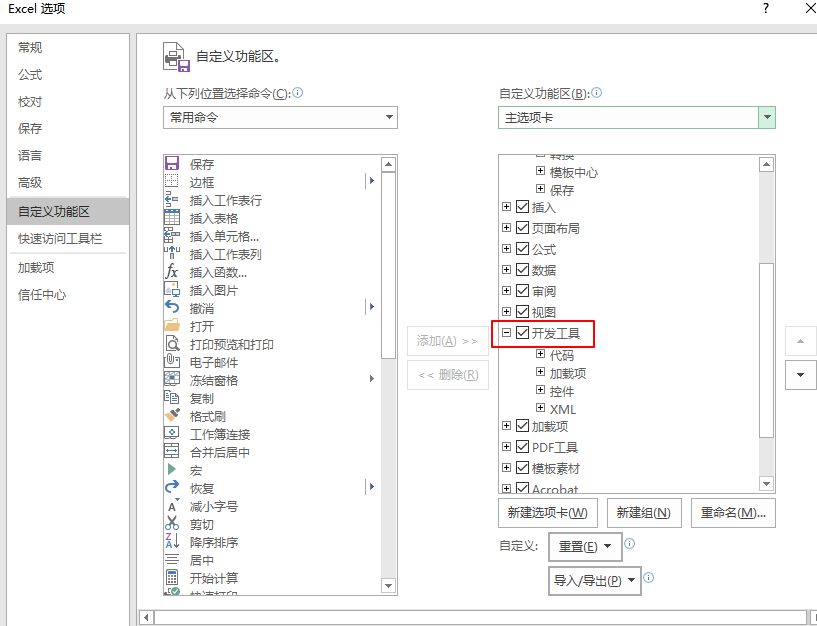 Excel 选项
?
常规
公式
校对
保存
语言
高级
自定义功能区
快速访问工具栏
加载项
信任中心
自定义功能区。
从下列位置选择命令(C):
常用命令
保存
边框
插入工作表行
插入表格
插入单元格...
插入工作表列
插入函数...
插入图片
撤消
打开
打印预览和打印
电子邮件
冻结窗格
复制
格式刷
工作簿连接
合并后居中
宏
恢复
减小字号
剪切
降序排序
居中
开始计算
快速打印
添加(A) >>
<< 删除(R)
自定义功能区(B):
主选项卡
转换
模板中心
保存
插入
页面布局
公式
数据
审阅
视图
开发工具
代码
加载项
控件
XML
加载项
PDF工具
模板素材
Acrobat
新建选项卡(W)
新建组(N)
重命名(M)...
自定义:
重置(E)
导入/导出(P)